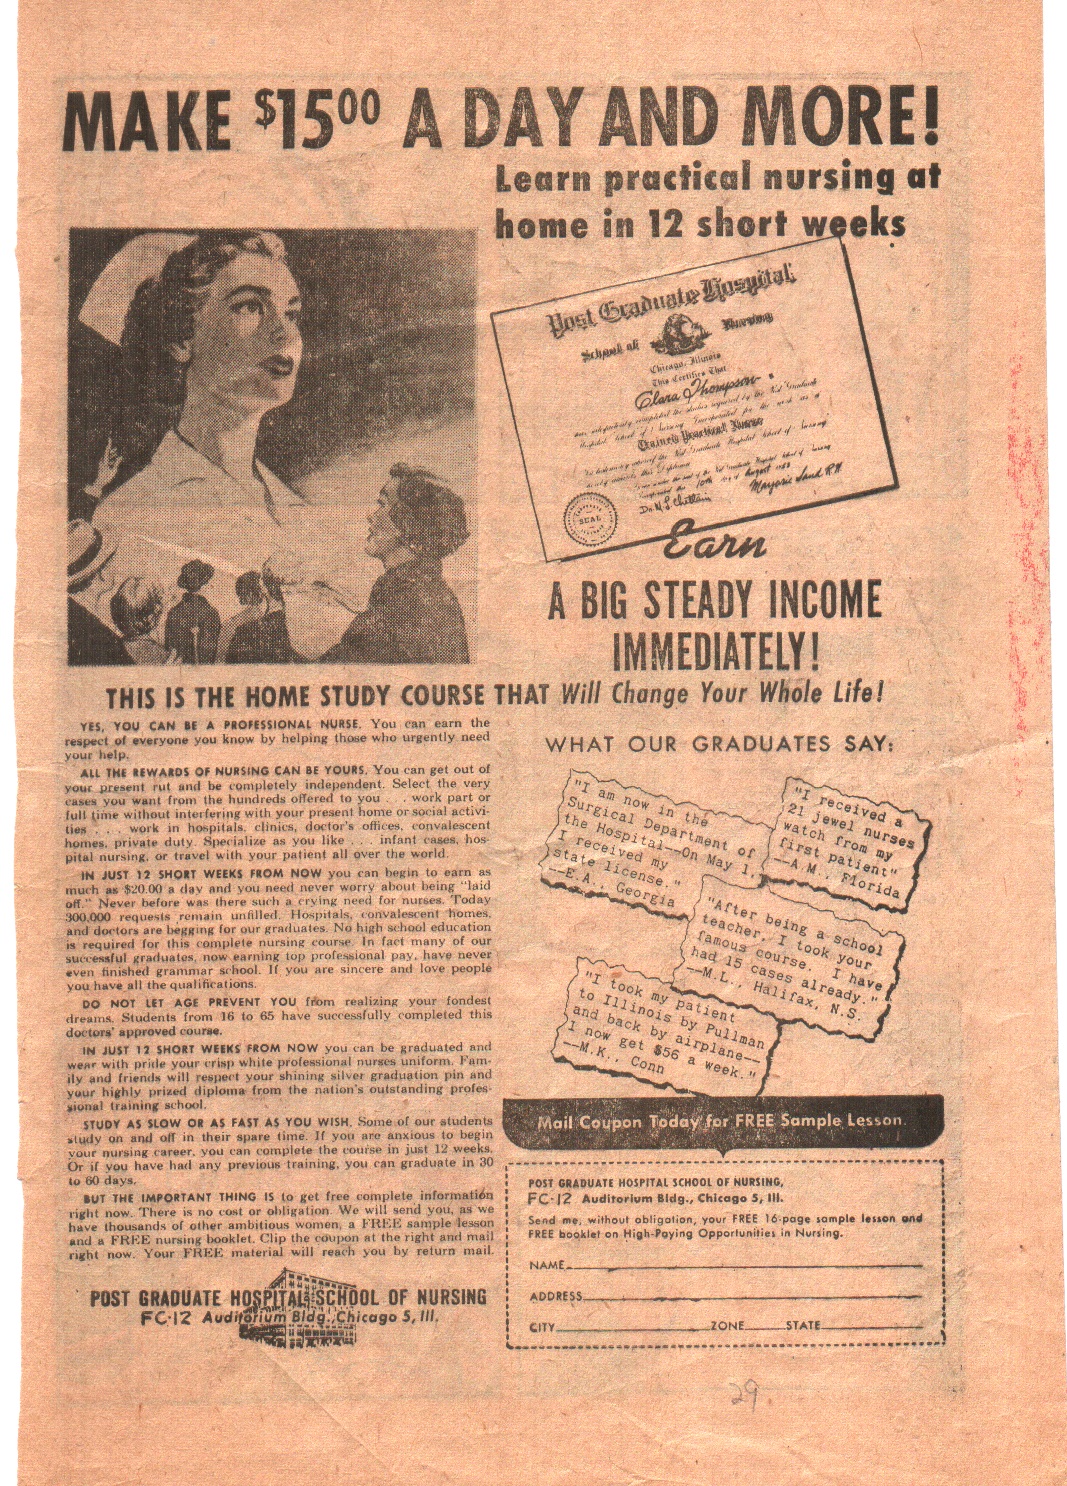 MAKE $15⁰⁰ A DAY AND MORE!
Learn practical nursing at
home in 12 short weeks
Post Graduate Hospital
School of Nursing
Chicago, Illinois
This Certifies That
Clara Thompson
Trained Practical Nurse
Marjorie Sand R.N.
SEAL
Earn
A BIG STEADY INCOME
IMMEDIATELY!
THIS IS THE HOME STUDY COURSE THAT Will Change Your Whole Life!
YES, YOU CAN BE A PROFESSIONAL NURSE. You can earn the
respect of everyone you know by helping those who urgently need
your help.
ALL THE REWARDS OF NURSING CAN BE YOURS. You can get out of
your present rut and be completely independent. Select the very
cases you want from the hundreds offered to you . . . work part or
full time without interfering with your present home or social activi-
ties . . . work in hospitals, clinics, doctor's offices, convalescent
homes, private duty. Specialize as you like . . . infant cases, hos-
pital nursing, or travel with your patient all over the world.
IN JUST 12 SHORT WEEKS FROM NOW you can begin to earn as
much as $20.00 a day and you need never worry about being "laid
off." Never before was there such a crying need for nurses. Today
300,000 requests remain unfilled. Hospitals, convalescent homes,
and doctors are begging for our graduates. No high school education
is required for this complete nursing course. In fact many of our
successful graduates, now earning top professional pay, have never
even finished grammar school. If you are sincere and love people
you have all the qualifications.
DO NOT LET AGE PREVENT YOU from realizing your fondest
dreams. Students from 16 to 65 have successfully completed this
doctors' approved course.
IN JUST 12 SHORT WEEKS FROM NOW you can be graduated and
wear with pride your crisp white professional nurses uniform. Fam-
ily and friends will respect your shining silver graduation pin and
your highly prized diploma from the nation's outstanding profes-
sional training school.
STUDY AS SLOW OR AS FAST AS YOU WISH. Some of our students
study on and off in their spare time. If you are anxious to begin
your nursing career, you can complete the course in just 12 weeks.
Or if you have had any previous training, you can graduate in 30
to 60 days.
BUT THE IMPORTANT THING IS to get free complete information
right now. There is no cost or obligation. We will send you, as we
have thousands of other ambitious women, a FREE sample lesson
and a FREE nursing booklet. Clip the coupon at the right and mail
right now. Your FREE material will reach you by return mail.
POST GRADUATE HOSPITAL SCHOOL OF NURSING
FC-12 Auditorium Bldg., Chicago 5, Ill.
WHAT OUR GRADUATES SAY:
"I am now in the
Surgical Department of
the Hospital—On May 1,
I received my
state license."
—E.A., Georgia
"I received a
21 jewel nurses
watch from my
first patient"
—A.M., Florida
"After being a school
teacher, I took your
famous course. I have
had 15 cases already."
—M.L., Halifax, N.S.
"I took my patient
to Illinois by Pullman
and back by airplane—
I now get $56 a week."
—M.K., Conn
Mail Coupon Today for FREE Sample Lesson.
POST GRADUATE HOSPITAL SCHOOL OF NURSING,
FC-12 Auditorium Bldg., Chicago 5, Ill.
Send me, without obligation, your FREE 16-page sample lesson and
FREE booklet on High-Paying Opportunities in Nursing.
NAME
ADDRESS
CITY ZONE STATE
29